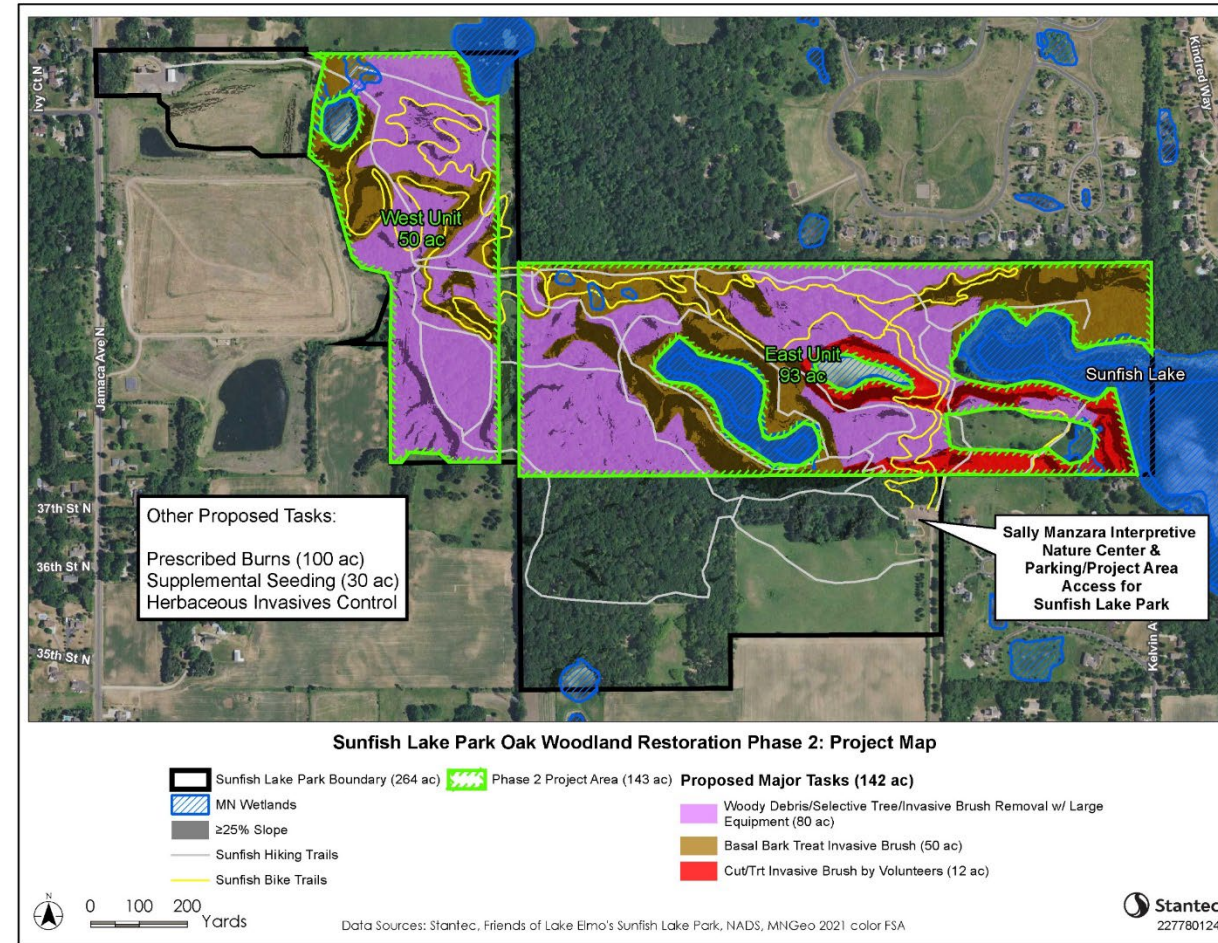 Ivy Ct N
Kindred Way
West Unit
50 ac
East Unit
93 ac
Sunfish Lake
Jamaca Ave N
37th St N
36th St N
35th St N
Other Proposed Tasks:
Prescribed Burns (100 ac)
Supplemental Seeding (30 ac)
Herbaceous Invasives Control
Sally Manzara Interpretive
Nature Center &
Parking/Project Area
Access for
Sunfish Lake Park
Kelvin A
Sunfish Lake Park Oak Woodland Restoration Phase 2: Project Map
Sunfish Lake Park Boundary (264 ac)
MN Wetlands
≥25% Slope
Sunfish Hiking Trails
Sunfish Bike Trails
Phase 2 Project Area (143 ac)
Proposed Major Tasks (142 ac)
Woody Debris/Selective Tree/Invasive Brush Removal w/ Large
Equipment (80 ac)
Basal Bark Treat Invasive Brush (50 ac)
Cut/Trt Invasive Brush by Volunteers (12 ac)
N
0 100 200
Yards
Data Sources: Stantec, Friends of Lake Elmo's Sunfish Lake Park, NADS, MNGeo 2021 color FSA
Stantec
227780124